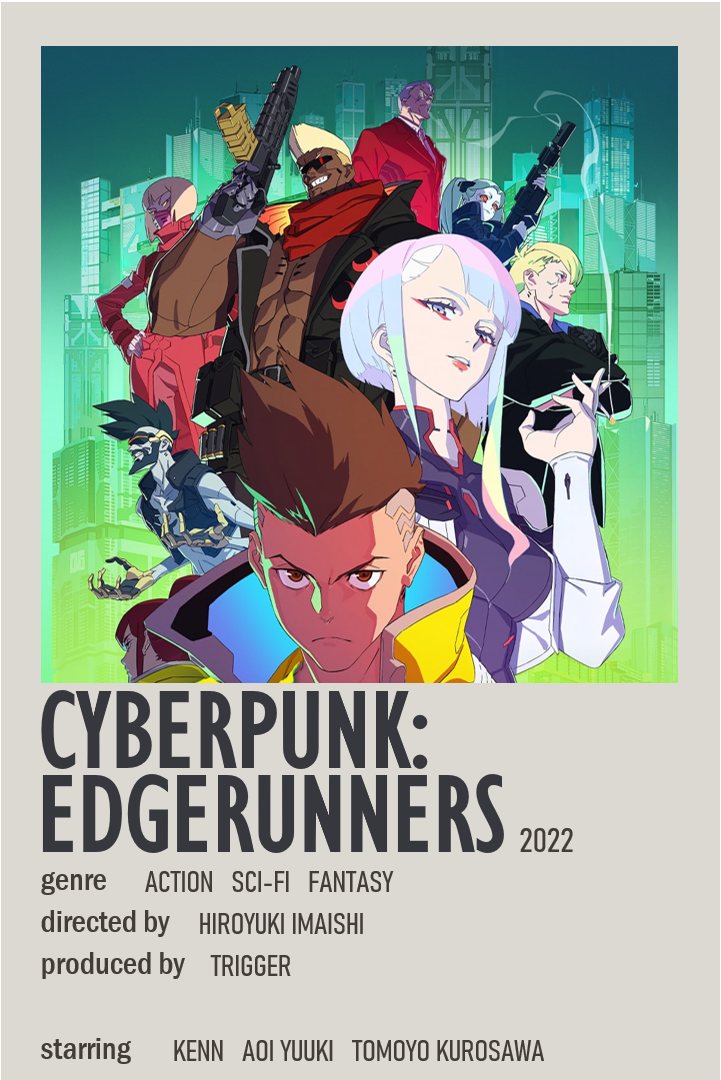 CYBERPUNK:
EDGERUNNERS 2022
genre ACTION SCI-FI FANTASY
directed by HIROYUKI IMAISHI
produced by TRIGGER
starring KENN AOI YUUKI TOMOYO KUROSAWA